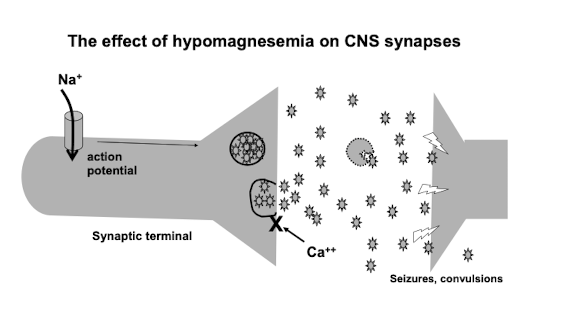 The effect of hypomagnesemia on CNS synapses
Na⁺
action
potential
Synaptic terminal
X
Ca⁺⁺
Seizures, convulsions